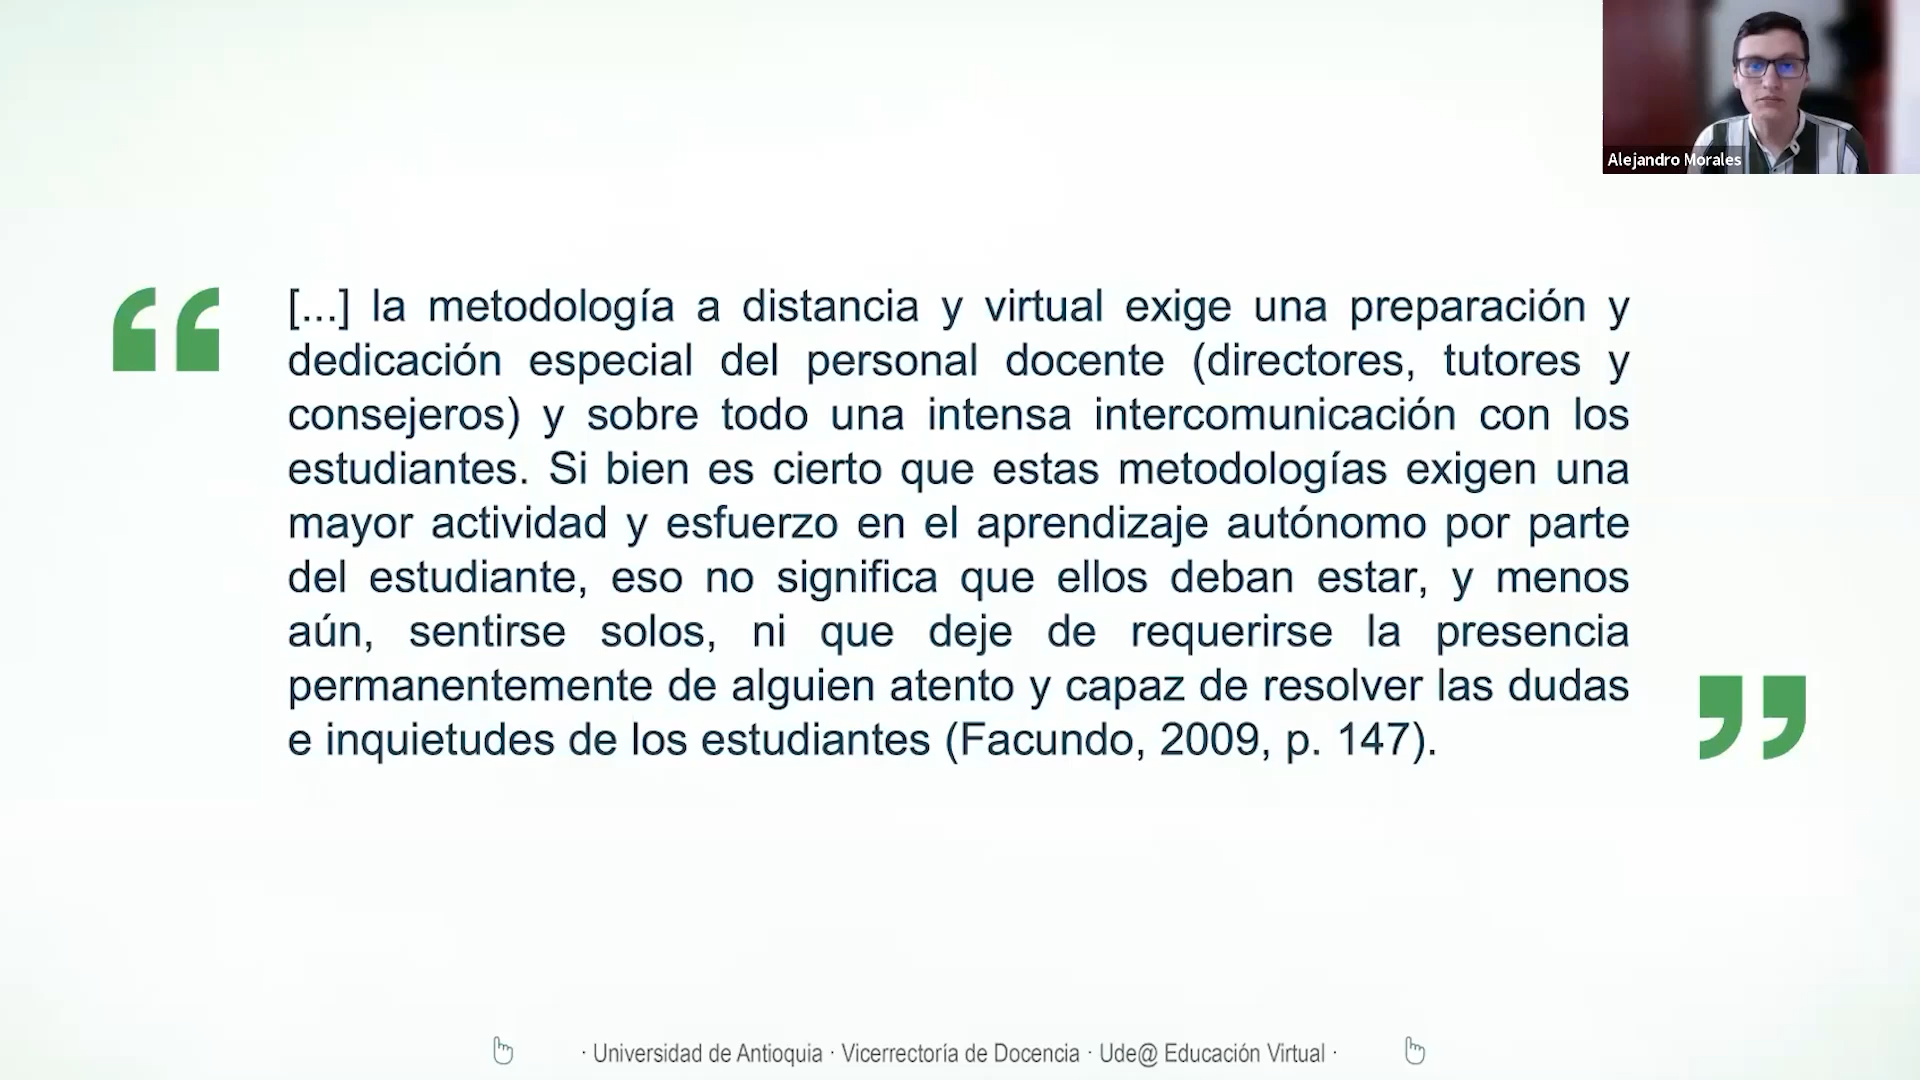 Alejandro Morales
[...] la metodología a distancia y virtual exige una preparación y
dedicación especial del personal docente (directores, tutores y
consejeros) y sobre todo una intensa intercomunicación con los
estudiantes. Si bien es cierto que estas metodologías exigen una
mayor actividad y esfuerzo en el aprendizaje autónomo por parte
del estudiante, eso no significa que ellos deban estar, y menos
aún, sentirse solos, ni que deje de requerirse la presencia
permanentemente de alguien atento y capaz de resolver las dudas
e inquietudes de los estudiantes (Facundo, 2009, p. 147).
· Universidad de Antioquia · Vicerrectoría de Docencia · Ude@ Educación Virtual ·